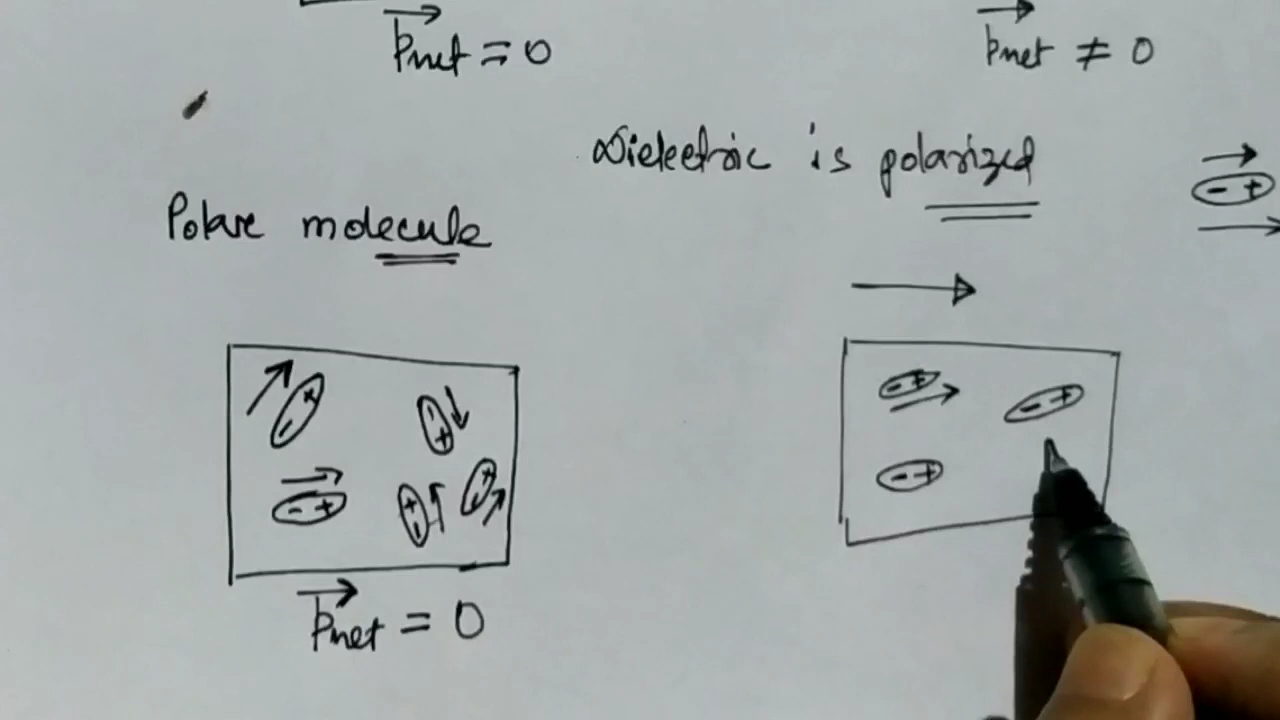 Pnet = 0
Pnet ≠ 0
Dielectric is polarized
- +
Polar molecule
- +
- +
- +
- +
- +
- +
- +
- +
Pnet = 0